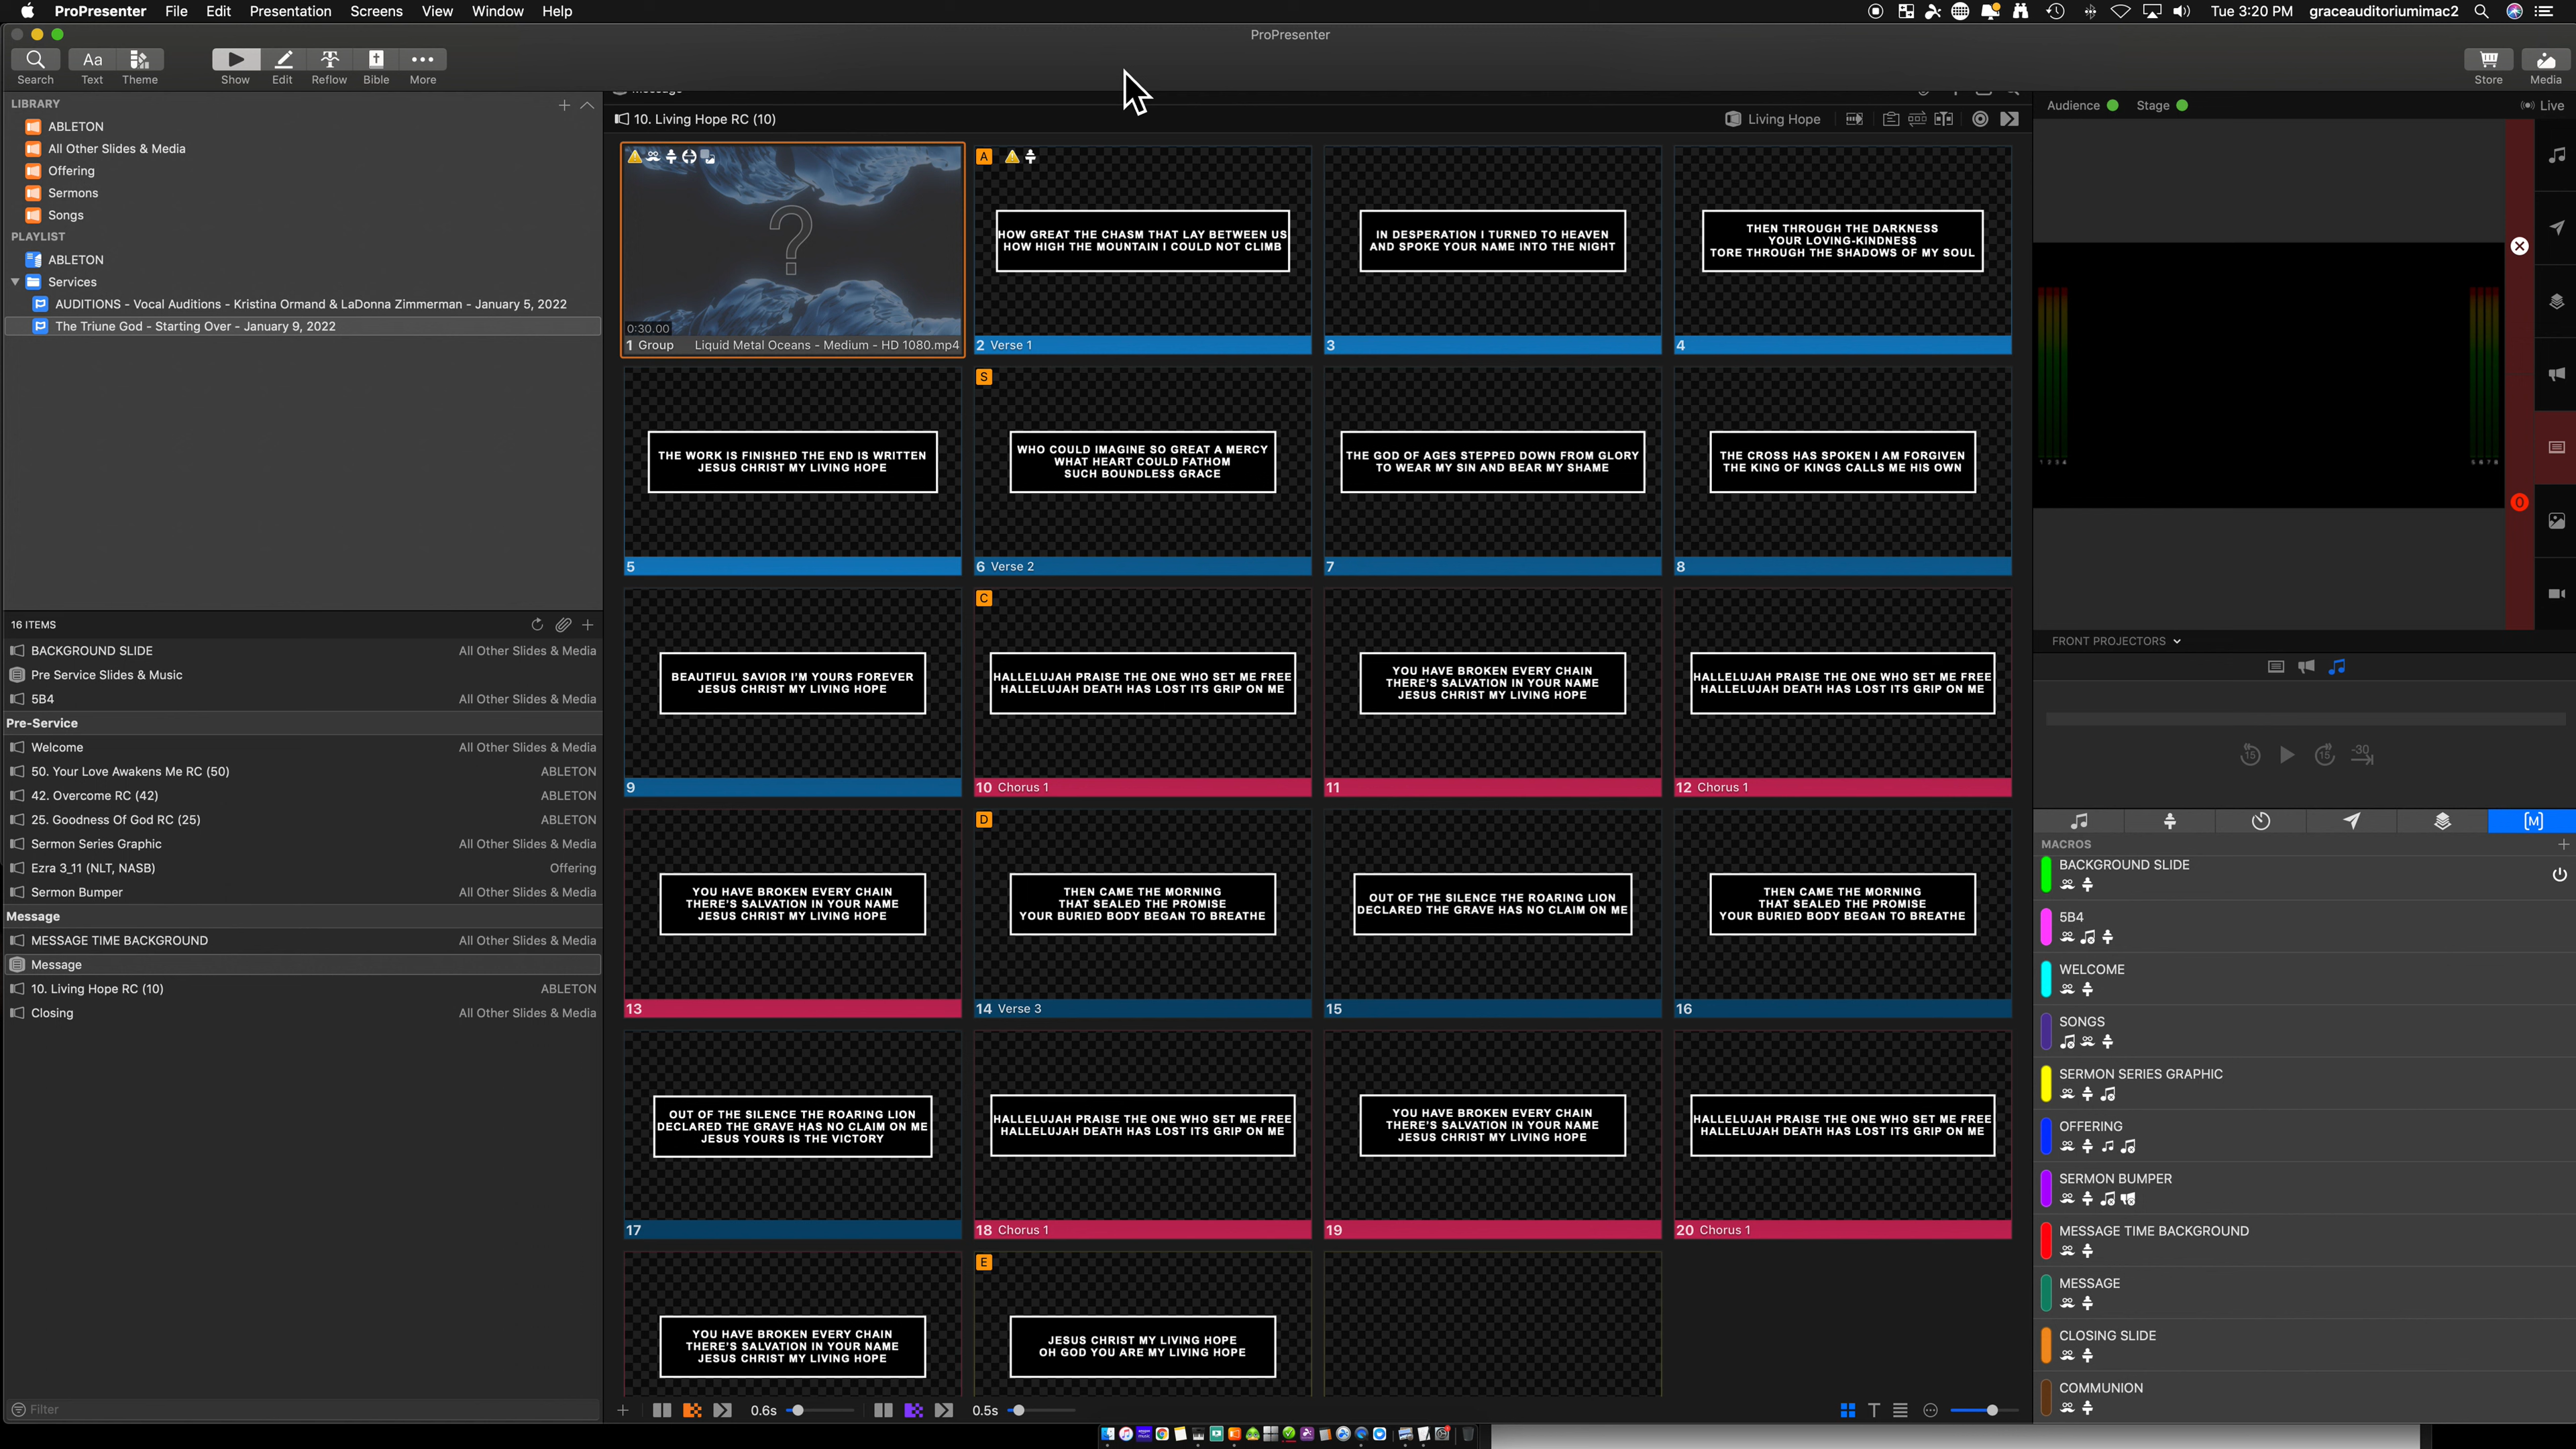 ProPresenter File Edit Presentation Screens View Window Help
Tue 3:20 PM graceauditoriumimac2
ProPresenter
Aa
Search Text Theme Show Edit Reflow Bible More
Store Media
LIBRARY
ABLETON
All Other Slides & Media
Offering
Sermons
Songs
PLAYLIST
ABLETON
Services
AUDITIONS - Vocal Auditions - Kristina Ormand & LaDonna Zimmerman - January 5, 2022
The Triune God - Starting Over - January 9, 2022
16 ITEMS
BACKGROUND SLIDE All Other Slides & Media
Pre Service Slides & Music
5B4 All Other Slides & Media
Pre-Service
Welcome All Other Slides & Media
50. Your Love Awakens Me RC (50) ABLETON
42. Overcome RC (42) ABLETON
25. Goodness Of God RC (25) ABLETON
Sermon Series Graphic All Other Slides & Media
Ezra 3_11 (NLT, NASB) Offering
Sermon Bumper All Other Slides & Media
Message
MESSAGE TIME BACKGROUND All Other Slides & Media
Message
10. Living Hope RC (10) ABLETON
Closing All Other Slides & Media
Filter
10. Living Hope RC (10) Living Hope
?
0:30.00
1 Group Liquid Metal Oceans - Medium - HD 1080.mp4
A
HOW GREAT THE CHASM THAT LAY BETWEEN US
HOW HIGH THE MOUNTAIN I COULD NOT CLIMB
2 Verse 1
IN DESPERATION I TURNED TO HEAVEN
AND SPOKE YOUR NAME INTO THE NIGHT
3
THEN THROUGH THE DARKNESS
YOUR LOVING-KINDNESS
TORE THROUGH THE SHADOWS OF MY SOUL
4
THE WORK IS FINISHED THE END IS WRITTEN
JESUS CHRIST MY LIVING HOPE
5
S
WHO COULD IMAGINE SO GREAT A MERCY
WHAT HEART COULD FATHOM
SUCH BOUNDLESS GRACE
6 Verse 2
THE GOD OF AGES STEPPED DOWN FROM GLORY
TO WEAR MY SIN AND BEAR MY SHAME
7
THE CROSS HAS SPOKEN I AM FORGIVEN
THE KING OF KINGS CALLS ME HIS OWN
8
BEAUTIFUL SAVIOR I'M YOURS FOREVER
JESUS CHRIST MY LIVING HOPE
9
C
HALLELUJAH PRAISE THE ONE WHO SET ME FREE
HALLELUJAH DEATH HAS LOST ITS GRIP ON ME
10 Chorus 1
YOU HAVE BROKEN EVERY CHAIN
THERE'S SALVATION IN YOUR NAME
JESUS CHRIST MY LIVING HOPE
11
HALLELUJAH PRAISE THE ONE WHO SET ME FREE
HALLELUJAH DEATH HAS LOST ITS GRIP ON ME
12 Chorus 1
YOU HAVE BROKEN EVERY CHAIN
THERE'S SALVATION IN YOUR NAME
JESUS CHRIST MY LIVING HOPE
13
D
THEN CAME THE MORNING
THAT SEALED THE PROMISE
YOUR BURIED BODY BEGAN TO BREATHE
14 Verse 3
OUT OF THE SILENCE THE ROARING LION
DECLARED THE GRAVE HAS NO CLAIM ON ME
15
THEN CAME THE MORNING
THAT SEALED THE PROMISE
YOUR BURIED BODY BEGAN TO BREATHE
16
OUT OF THE SILENCE THE ROARING LION
DECLARED THE GRAVE HAS NO CLAIM ON ME
JESUS YOURS IS THE VICTORY
17
HALLELUJAH PRAISE THE ONE WHO SET ME FREE
HALLELUJAH DEATH HAS LOST ITS GRIP ON ME
18 Chorus 1
YOU HAVE BROKEN EVERY CHAIN
THERE'S SALVATION IN YOUR NAME
JESUS CHRIST MY LIVING HOPE
19
HALLELUJAH PRAISE THE ONE WHO SET ME FREE
HALLELUJAH DEATH HAS LOST ITS GRIP ON ME
20 Chorus 1
YOU HAVE BROKEN EVERY CHAIN
THERE'S SALVATION IN YOUR NAME
JESUS CHRIST MY LIVING HOPE
E
JESUS CHRIST MY LIVING HOPE
OH GOD YOU ARE MY LIVING HOPE
0.6s 0.5s
Audience Stage Live
0
FRONT PROJECTORS
15 15 -30
[M]
MACROS
BACKGROUND SLIDE
5B4
WELCOME
SONGS
SERMON SERIES GRAPHIC
OFFERING
SERMON BUMPER
MESSAGE TIME BACKGROUND
MESSAGE
CLOSING SLIDE
COMMUNION